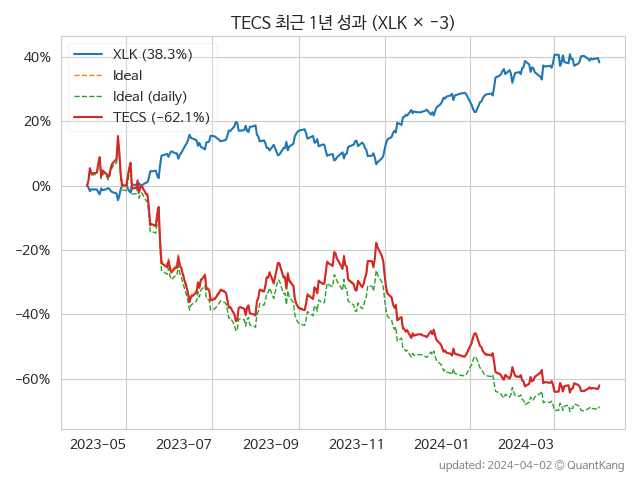 TECS 최근 1년 성과 (XLK × −3)
XLK (38.3%)
Ideal
Ideal (daily)
TECS (−62.1%)
40%
20%
0%
−20%
−40%
−60%
2023-05 2023-07 2023-09 2023-11 2024-01 2024-03
updated: 2024-04-02 © QuantKang